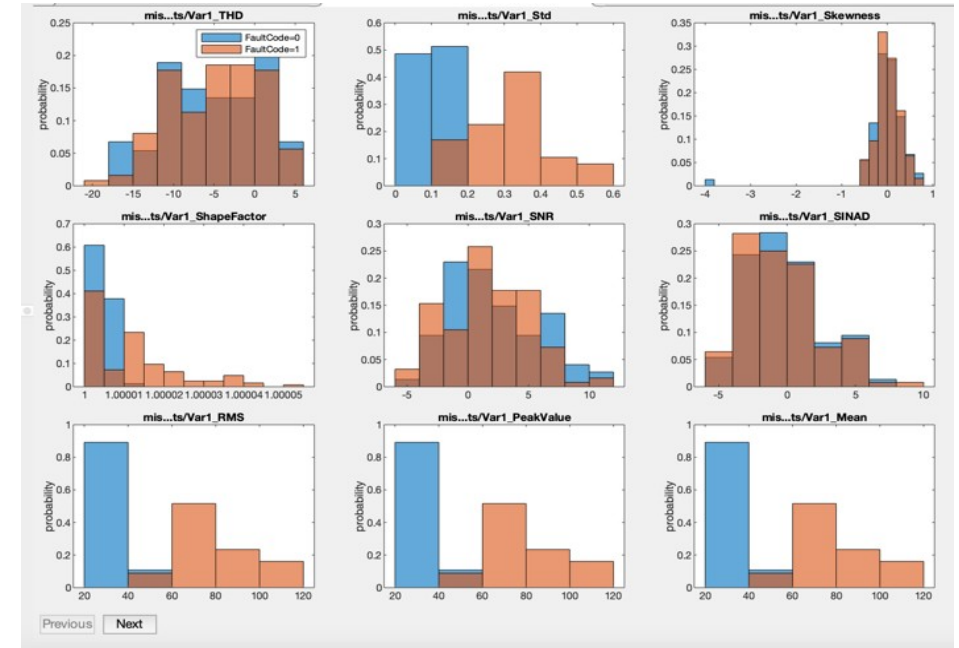 mis...ts/Var1_THD
mis...ts/Var1_Std
mis...ts/Var1_Skewness
0.25
0.2
0.15
0.1
0.05
0
probability
FaultCode=0
FaultCode=1
-20 -15 -10 -5 0 5
0.6
0.5
0.4
0.3
0.2
0.1
0
probability
0.0 0.1 0.2 0.3 0.4 0.5 0.6
0.35
0.3
0.25
0.2
0.15
0.1
0.05
0
probability
-4 -3 -2 -1 0 1
mis...ts/Var1_ShapeFactor
mis...ts/Var1_SNR
mis...ts/Var1_SINAD
0.7
0.6
0.5
0.4
0.3
0.2
0.1
0
probability
1 1.00001 1.00002 1.00003 1.00004 1.00005
0.3
0.25
0.2
0.15
0.1
0.05
0
probability
-5 0 5 10
0.3
0.25
0.2
0.15
0.1
0.05
0
probability
-5 0 5 10
mis...ts/Var1_RMS
mis...ts/Var1_PeakValue
mis...ts/Var1_Mean
1
0.8
0.6
0.4
0.2
0
probability
20 40 60 80 100 120
1
0.8
0.6
0.4
0.2
0
probability
20 40 60 80 100 120
1
0.8
0.6
0.4
0.2
0
probability
20 40 60 80 100 120
Previous
Next